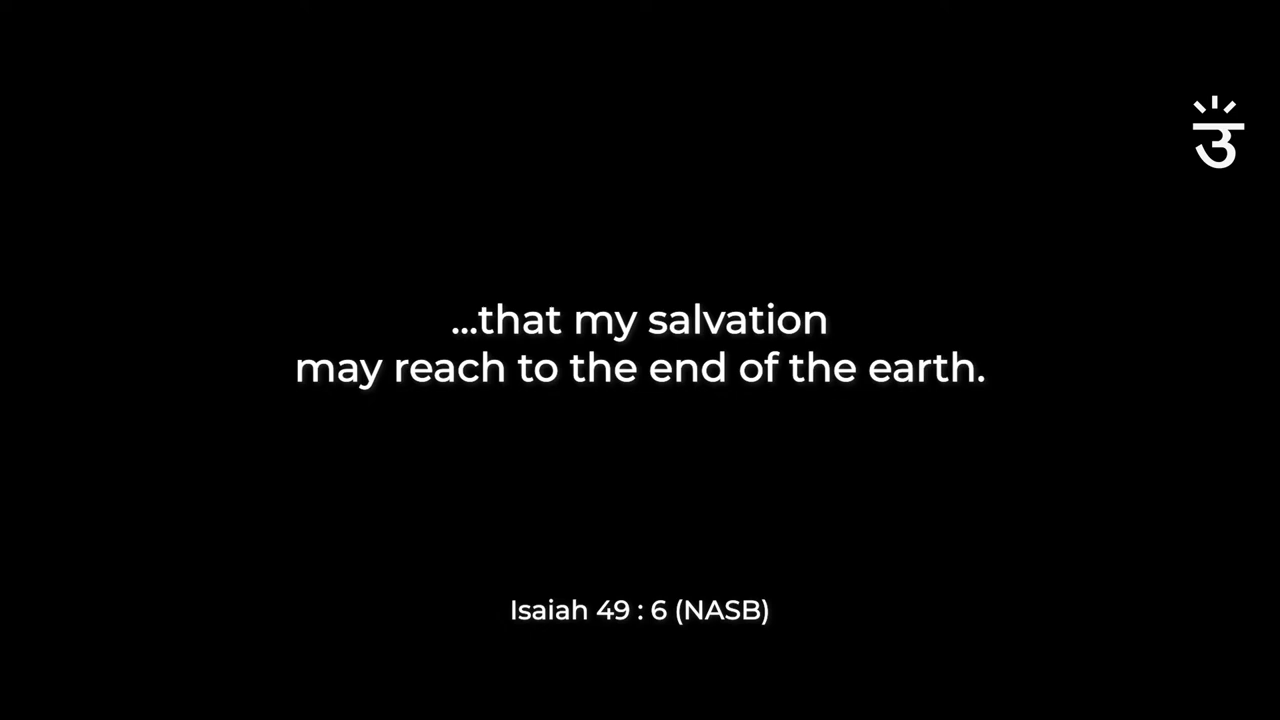 उ
...that my salvation
may reach to the end of the earth.
Isaiah 49 : 6 (NASB)